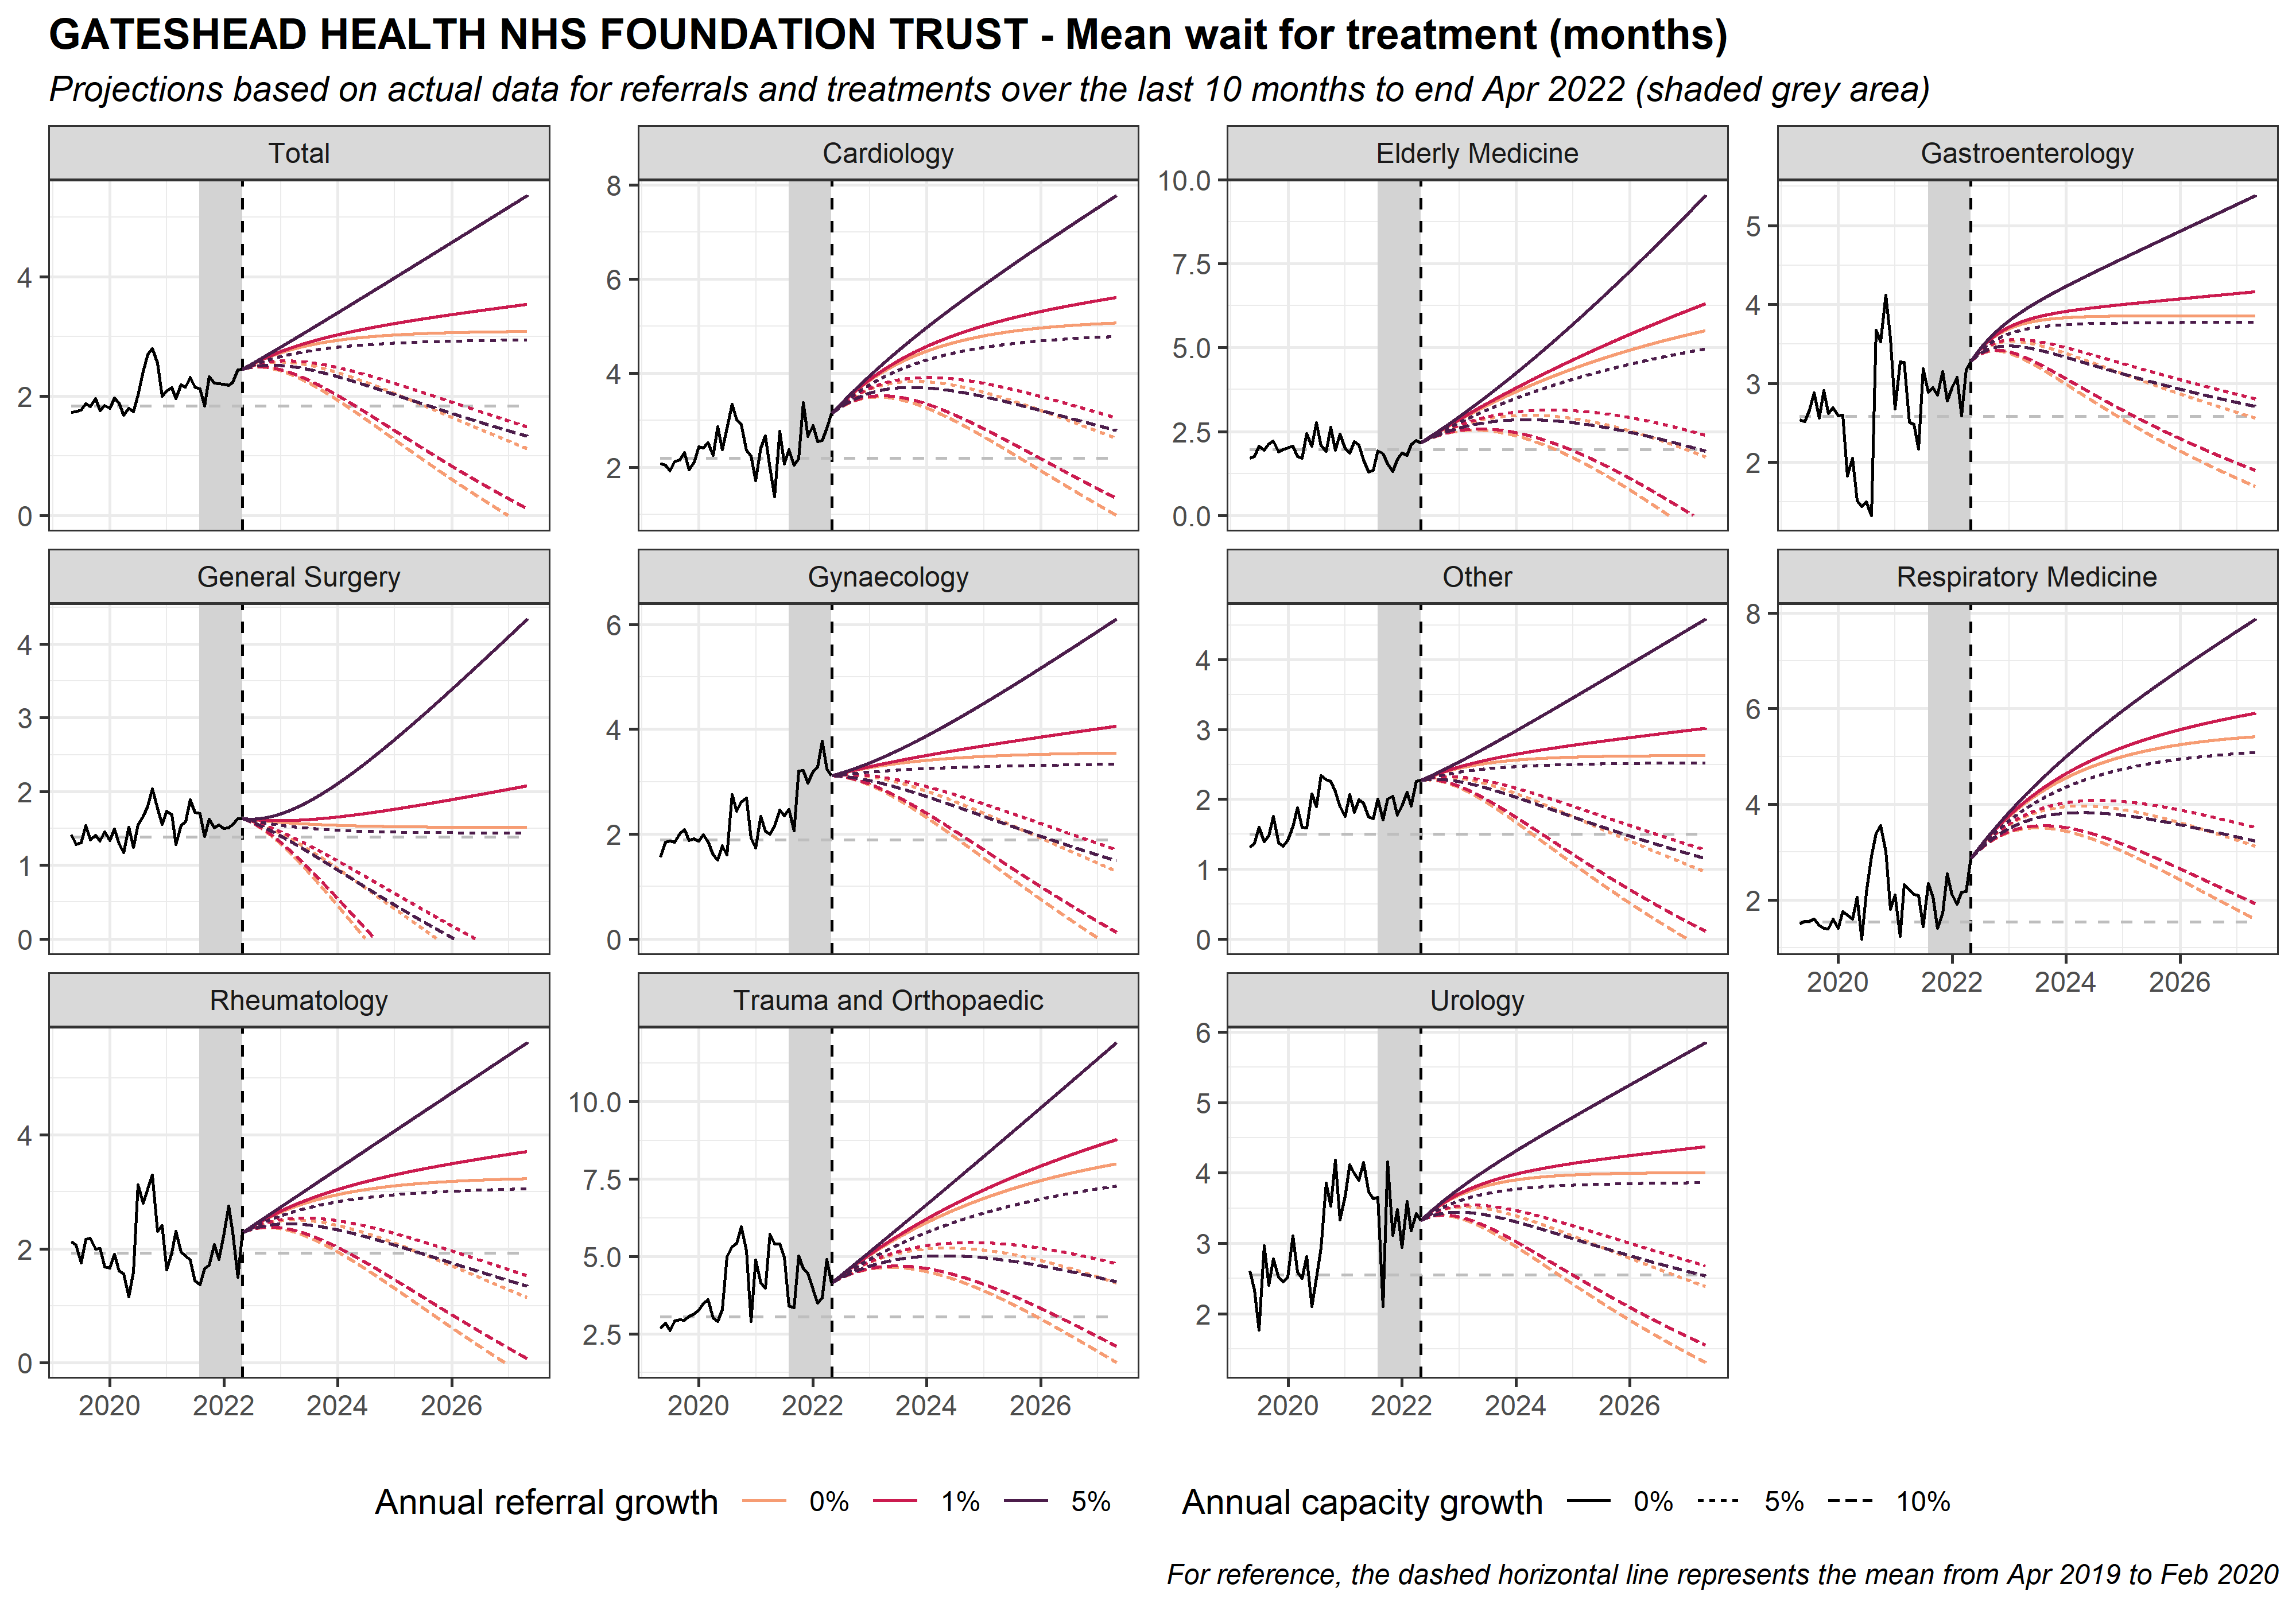 GATESHEAD HEALTH NHS FOUNDATION TRUST - Mean wait for treatment (months)
Projections based on actual data for referrals and treatments over the last 10 months to end Apr 2022 (shaded grey area)
Total
Cardiology
Elderly Medicine
Gastroenterology
4
2
0
8
6
4
2
10.0
7.5
5.0
2.5
0.0
5
4
3
2
General Surgery
Gynaecology
Other
Respiratory Medicine
4
3
2
1
0
6
4
2
0
4
3
2
1
0
8
6
4
2
2020 2022 2024 2026
Rheumatology
Trauma and Orthopaedic
Urology
4
2
0
10.0
7.5
5.0
2.5
6
5
4
3
2
2020 2022 2024 2026
2020 2022 2024 2026
2020 2022 2024 2026
Annual referral growth 0% 1% 5%
Annual capacity growth 0% 5% 10%
For reference, the dashed horizontal line represents the mean from Apr 2019 to Feb 2020